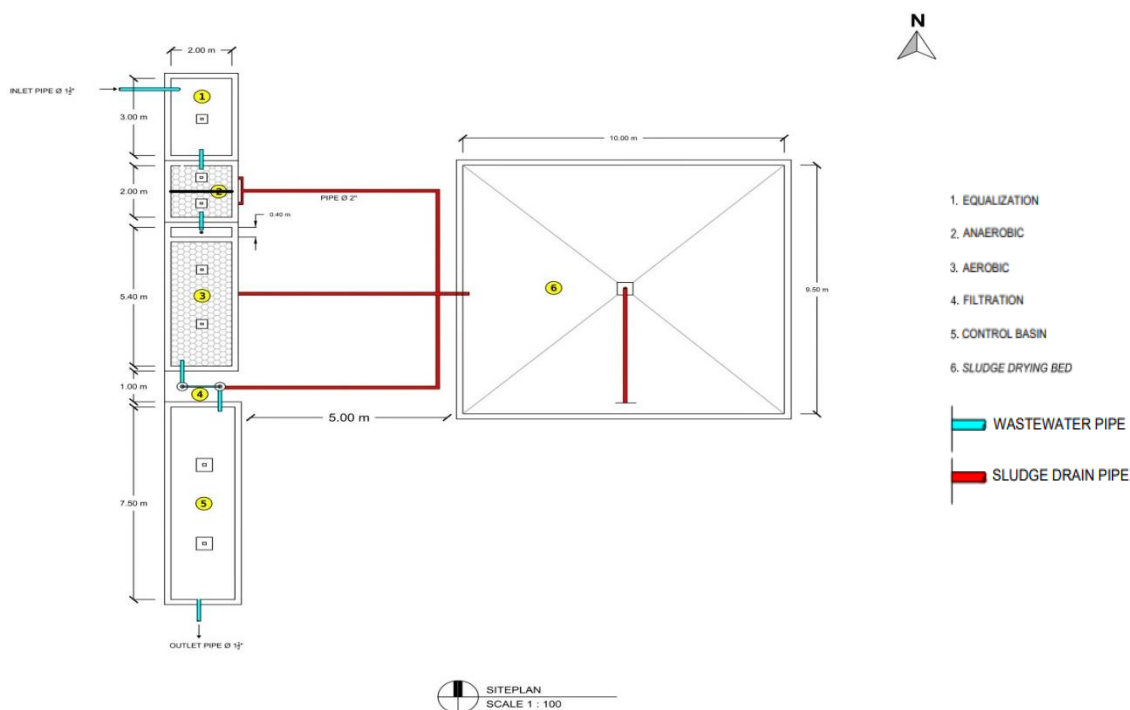 N
2.00 m
INLET PIPE Ø 1½"
1
3.00 m
10.00 m
2.00 m
2
PIPE Ø 2"
0.40 m
1. EQUALIZATION
2. ANAEROBIC
3. AEROBIC
4. FILTRATION
5. CONTROL BASIN
6. SLUDGE DRYING BED
5.40 m
3
6
9.50 m
1.00 m
4
5.00 m
WASTEWATER PIPE
SLUDGE DRAIN PIPE
7.50 m
5
OUTLET PIPE Ø 1½"
SITEPLAN
SCALE 1 : 100